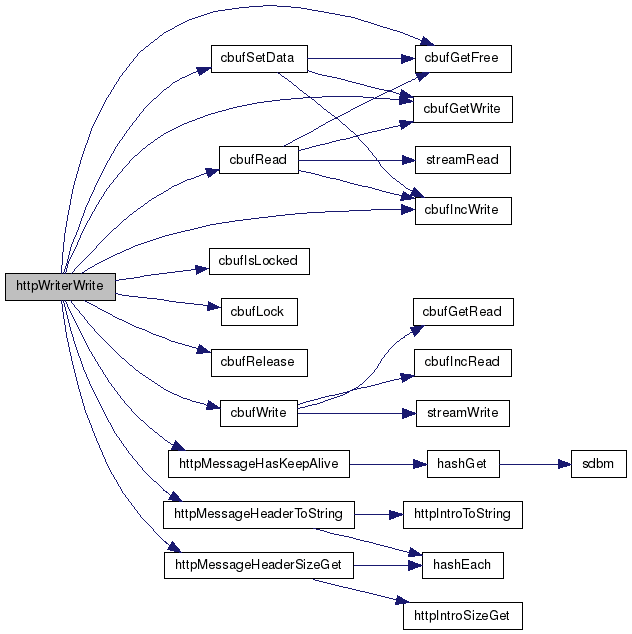 cbufSetData
cbufGetFree
cbufGetWrite
cbufRead
streamRead
cbufIncWrite
cbufIsLocked
httpWriterWrite
cbufLock
cbufGetRead
cbufRelease
cbufIncRead
cbufWrite
streamWrite
httpMessageHasKeepAlive
hashGet
sdbm
httpMessageHeaderToString
httpIntroToString
httpMessageHeaderSizeGet
hashEach
httpIntroSizeGet